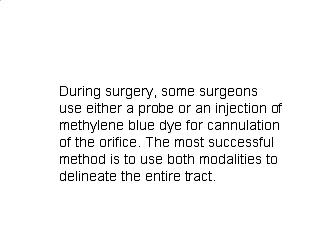 During surgery, some surgeons
use either a probe or an injection of
methylene blue dye for cannulation
of the orifice. The most successful
method is to use both modalities to
delineate the entire tract.